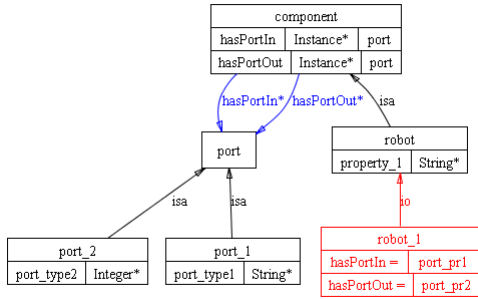 component
hasPortIn Instance* port
hasPortOut Instance* port
hasPortIn* hasPortOut* isa
port
robot
property_1 String*
isa isa io
port_2
port_type2 Integer*
port_1
port_type1 String*
robot_1
hasPortIn = port_pr1
hasPortOut = port_pr2